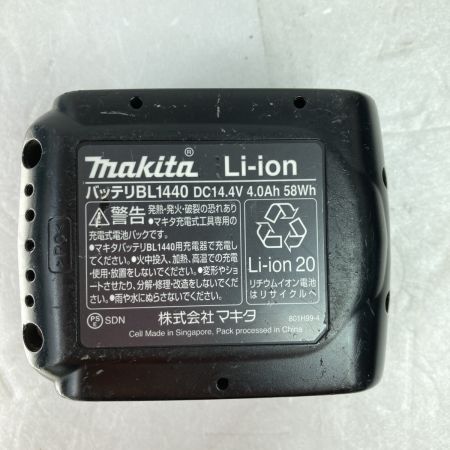 makita® Li-ion
バッテリBL1440 DC14.4V 4.0Ah 58Wh
警告 発熱・発火・破裂の恐れあり
●マキタ充電式工具専用の
充電式電池パックです。
●マキタバッテリBL1440用充電器で充電し
てください。●火中投入、加熱、高温での充電
・使用・放置をしないでください。●変形やショ
ートさせたり、分解・修理・改造をしないでくだ
さい。●雨や水にぬらさないでください。
Li-ion 20
リチウムイオン電池
はリサイクルへ
PS
E SDN
株式会社 マキタ
8C1H99-4
Cell Made in Singapore, Pack processed in China